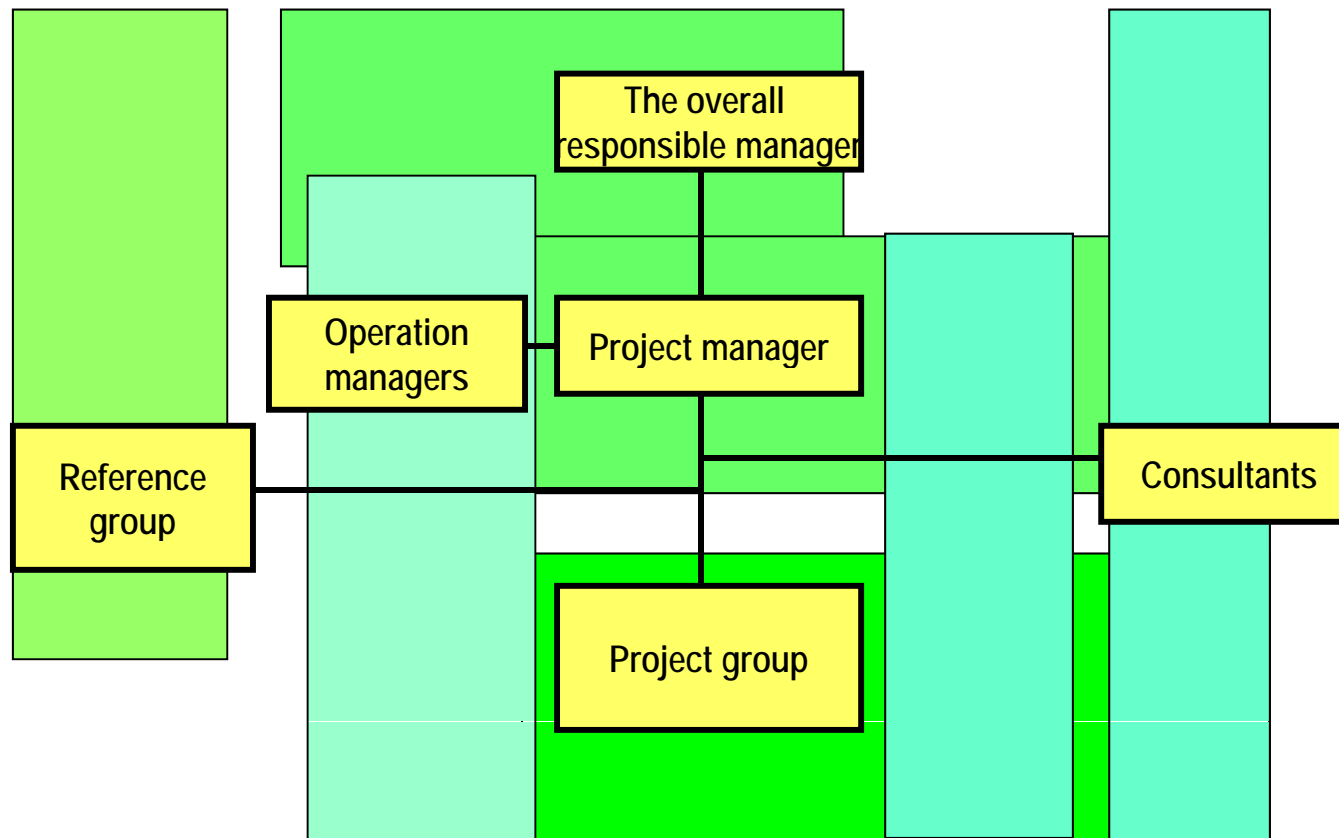 The overall
responsible manager
Operation
managers
Project manager
Reference
group
Consultants
Project group